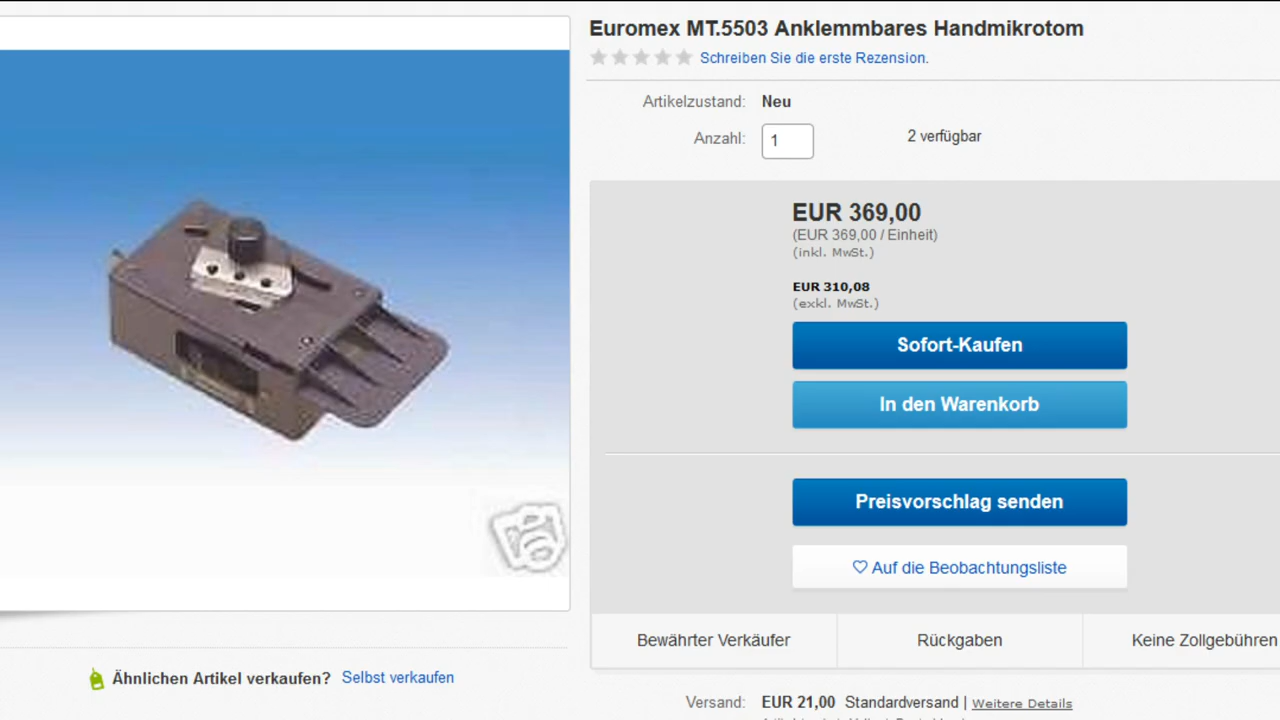 Euromex MT.5503 Anklemmbares Handmikrotom
Schreiben Sie die erste Rezension.
Artikelzustand: Neu
Anzahl: 1 2 verfügbar
EUR 369,00
(EUR 369,00 / Einheit)
(inkl. MwSt.)
EUR 310,08
(exkl. MwSt.)
Sofort-Kaufen
In den Warenkorb
Preisvorschlag senden
Auf die Beobachtungsliste
Bewährter Verkäufer Rückgaben Keine Zollgebühren
Ähnlichen Artikel verkaufen? Selbst verkaufen
Versand: EUR 21,00 Standardversand | Weitere Details